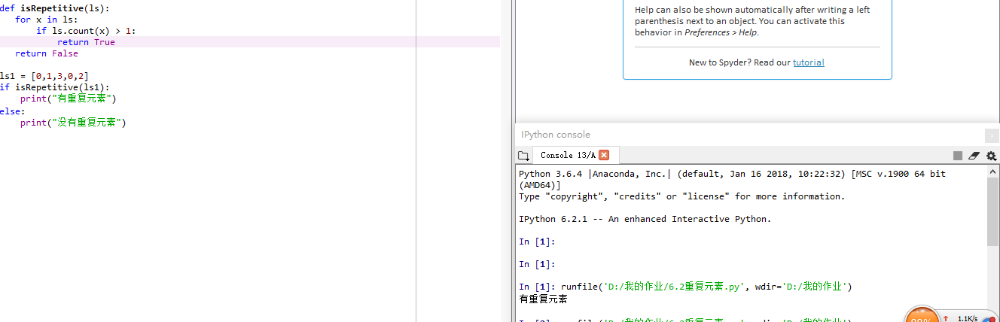 def isRepetitive(ls):
for x in ls:
if ls.count(x) > 1:
return True
return False
ls1 = [0,1,3,0,2]
if isRepetitive(ls1):
print("有重复元素")
else:
print("没有重复元素")
Help can also be shown automatically after writing a left
parenthesis next to an object. You can activate this
behavior in Preferences > Help.
New to Spyder? Read our tutorial
IPython console
Console 13/A
Python 3.6.4 |Anaconda, Inc.| (default, Jan 16 2018, 10:22:32) [MSC v.1900 64 bit
(AMD64)]
Type "copyright", "credits" or "license" for more information.
IPython 6.2.1 -- An enhanced Interactive Python.
In [1]:
In [1]:
In [1]: runfile('D:/我的作业/6.2重复元素.py', wdir='D:/我的作业')
有重复元素
1.1K/s